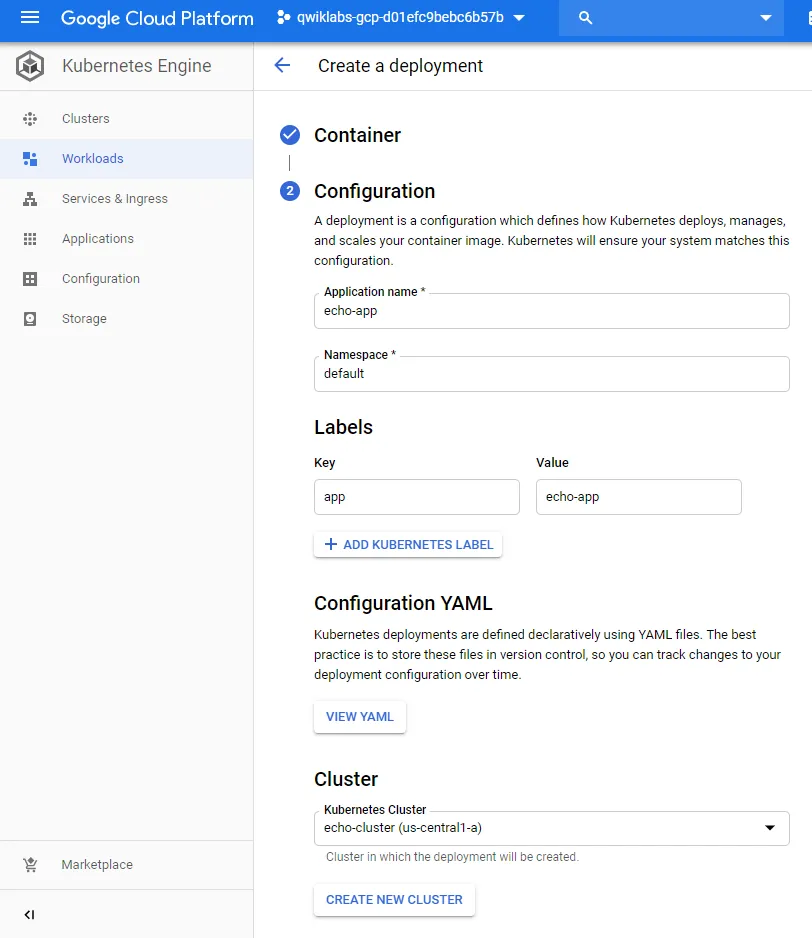 Google Cloud Platform
qwiklabs-gcp-d01efc9bebc6b57b
Kubernetes Engine
Create a deployment
Clusters
Workloads
Services & Ingress
Applications
Configuration
Storage
Marketplace
Container
2
Configuration
A deployment is a configuration which defines how Kubernetes deploys, manages,
and scales your container image. Kubernetes will ensure your system matches this
configuration.
Application name *
echo-app
Namespace *
default
Labels
Key
Value
app
echo-app
ADD KUBERNETES LABEL
Configuration YAML
Kubernetes deployments are defined declaratively using YAML files. The best
practice is to store these files in version control, so you can track changes to your
deployment configuration over time.
VIEW YAML
Cluster
Kubernetes Cluster
echo-cluster (us-central1-a)
Cluster in which the deployment will be created.
CREATE NEW CLUSTER